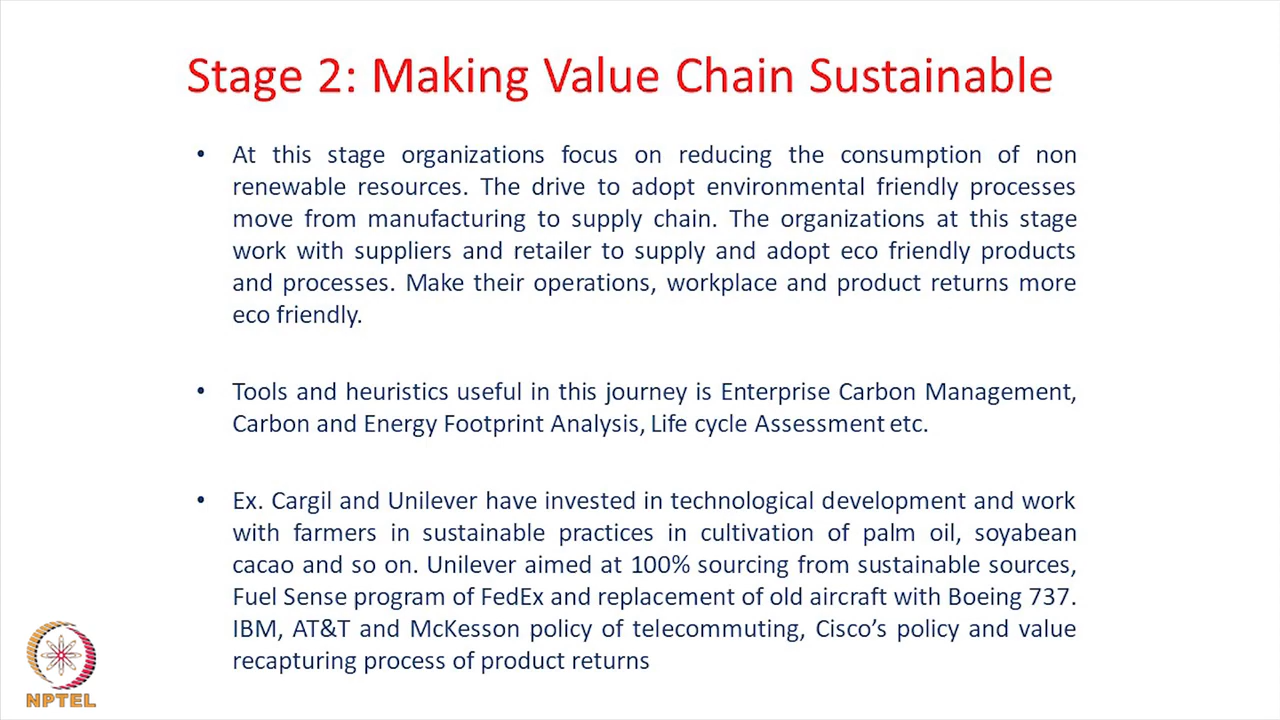 Stage 2: Making Value Chain Sustainable
• At this stage organizations focus on reducing the consumption of non
renewable resources. The drive to adopt environmental friendly processes
move from manufacturing to supply chain. The organizations at this stage
work with suppliers and retailer to supply and adopt eco friendly products
and processes. Make their operations, workplace and product returns more
eco friendly.
• Tools and heuristics useful in this journey is Enterprise Carbon Management,
Carbon and Energy Footprint Analysis, Life cycle Assessment etc.
• Ex. Cargil and Unilever have invested in technological development and work
with farmers in sustainable practices in cultivation of palm oil, soyabean
cacao and so on. Unilever aimed at 100% sourcing from sustainable sources,
Fuel Sense program of FedEx and replacement of old aircraft with Boeing 737.
IBM, AT&T and McKesson policy of telecommuting, Cisco's policy and value
recapturing process of product returns
NPTEL